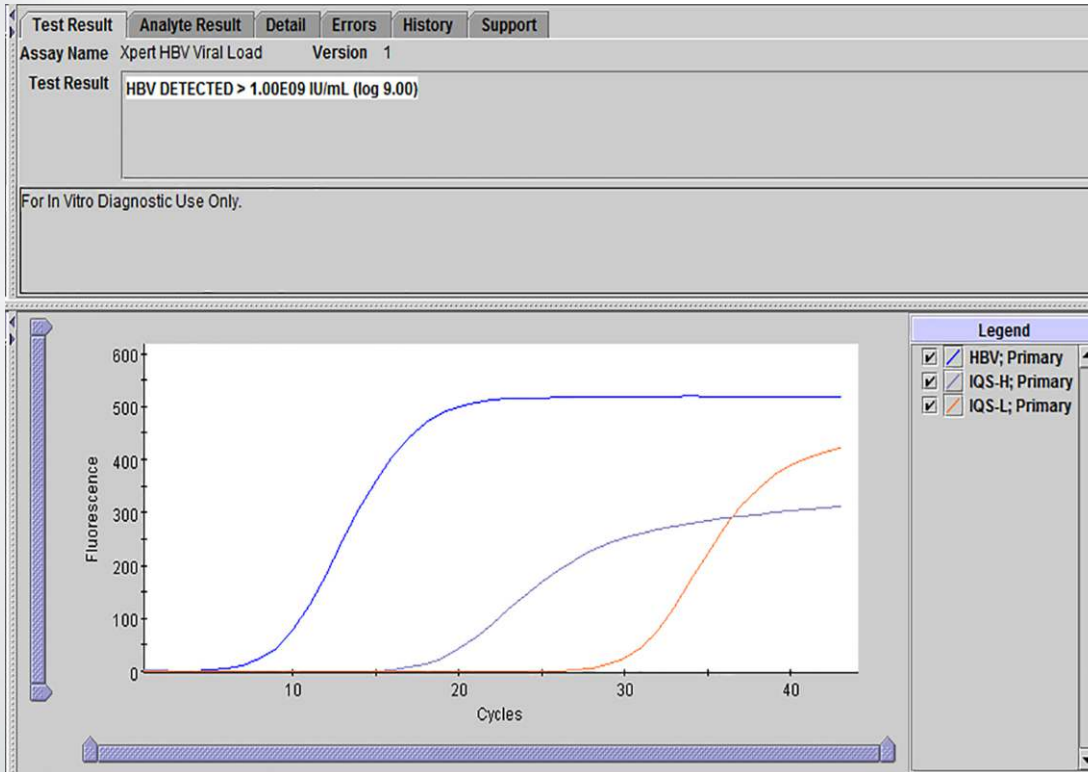 Test Result Analyte Result Detail Errors History Support
Assay Name Xpert HBV Viral Load Version 1
Test Result HBV DETECTED > 1.00E09 IU/mL (log 9.00)
For In Vitro Diagnostic Use Only.
Legend
HBV; Primary
IQS-H; Primary
IQS-L; Primary
600
500
400
300
200
100
0
Fluorescence
10 20 30 40
Cycles